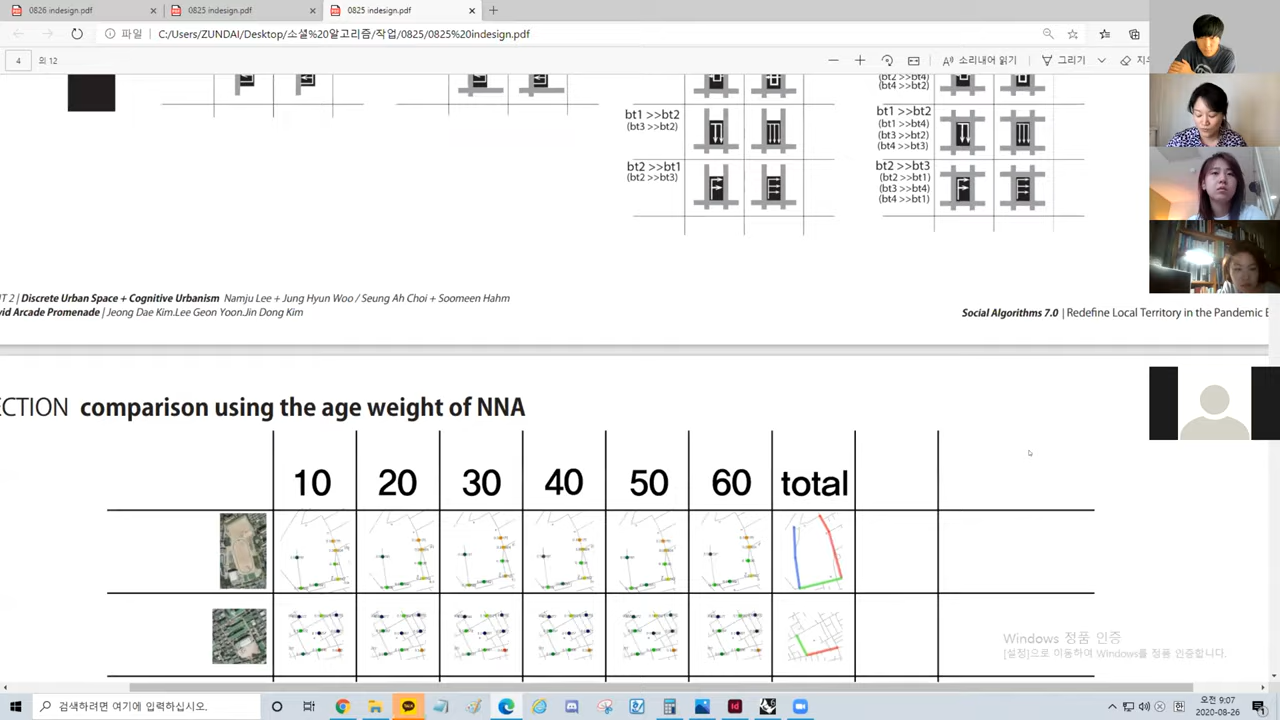 0826 indesign.pdf
0825 indesign.pdf
0825 indesign.pdf
파일 C:/Users/ZUNDAI/Desktop/소셜%20알고리즘/작업/0825/0825%20indesign.pdf
4 의 12
소리내어 읽기 그리기
(bt2 >>bt4)
(bt4 >>bt2)
bt1 >>bt2
(bt3 >>bt2)
bt1 >>bt2
(bt1 >>bt4)
(bt3 >>bt2)
(bt4 >>bt3)
bt2 >>bt1
(bt2 >>bt3)
bt2 >>bt3
(bt2 >>bt1)
(bt3 >>bt4)
(bt4 >>bt1)
IT 2 | Discrete Urban Space + Cognitive Urbanism Namju Lee + Jung Hyun Woo / Seung Ah Choi + Soomeen Hahm
vid Arcade Promenade | Jeong Dae Kim.Lee Geon Yoon.Jin Dong Kim
Social Algorithms 7.0 | Redefine Local Territory in the Pandemic E
ECTION comparison using the age weight of NNA
10 20 30 40 50 60 total
Windows 정품 인증
[설정]으로 이동하여 Windows를 정품 인증합니다.
검색하려면 여기에 입력하십시오.
오전 9:07
2020-08-26